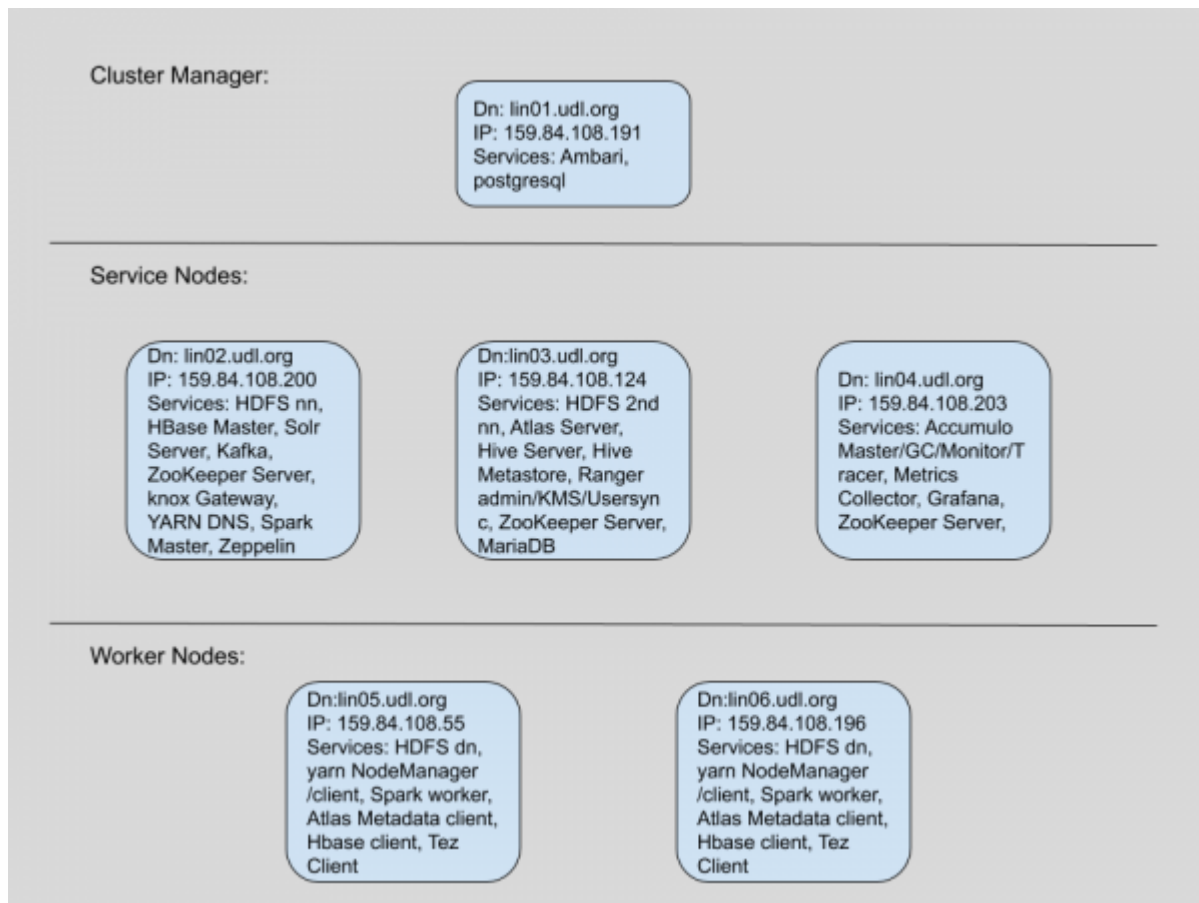 Cluster Manager:
Dn: lin01.udl.org
IP: 159.84.108.191
Services: Ambari,
postgresql
Service Nodes:
Dn: lin02.udl.org
IP: 159.84.108.200
Services: HDFS nn,
HBase Master, Solr
Server, Kafka,
ZooKeeper Server,
knox Gateway,
YARN DNS, Spark
Master, Zeppelin
Dn:lin03.udl.org
IP: 159.84.108.124
Services: HDFS 2nd
nn, Atlas Server,
Hive Server, Hive
Metastore, Ranger
admin/KMS/Usersyn
c, ZooKeeper Server,
MariaDB
Dn: lin04.udl.org
IP: 159.84.108.203
Services: Accumulo
Master/GC/Monitor/T
racer, Metrics
Collector, Grafana,
ZooKeeper Server,
Worker Nodes:
Dn:lin05.udl.org
IP: 159.84.108.55
Services: HDFS dn,
yarn NodeManager
/client, Spark worker,
Atlas Metadata client,
Hbase client, Tez
Client
Dn:lin06.udl.org
IP: 159.84.108.196
Services: HDFS dn,
yarn NodeManager
/client, Spark worker,
Atlas Metadata client,
Hbase client, Tez
Client